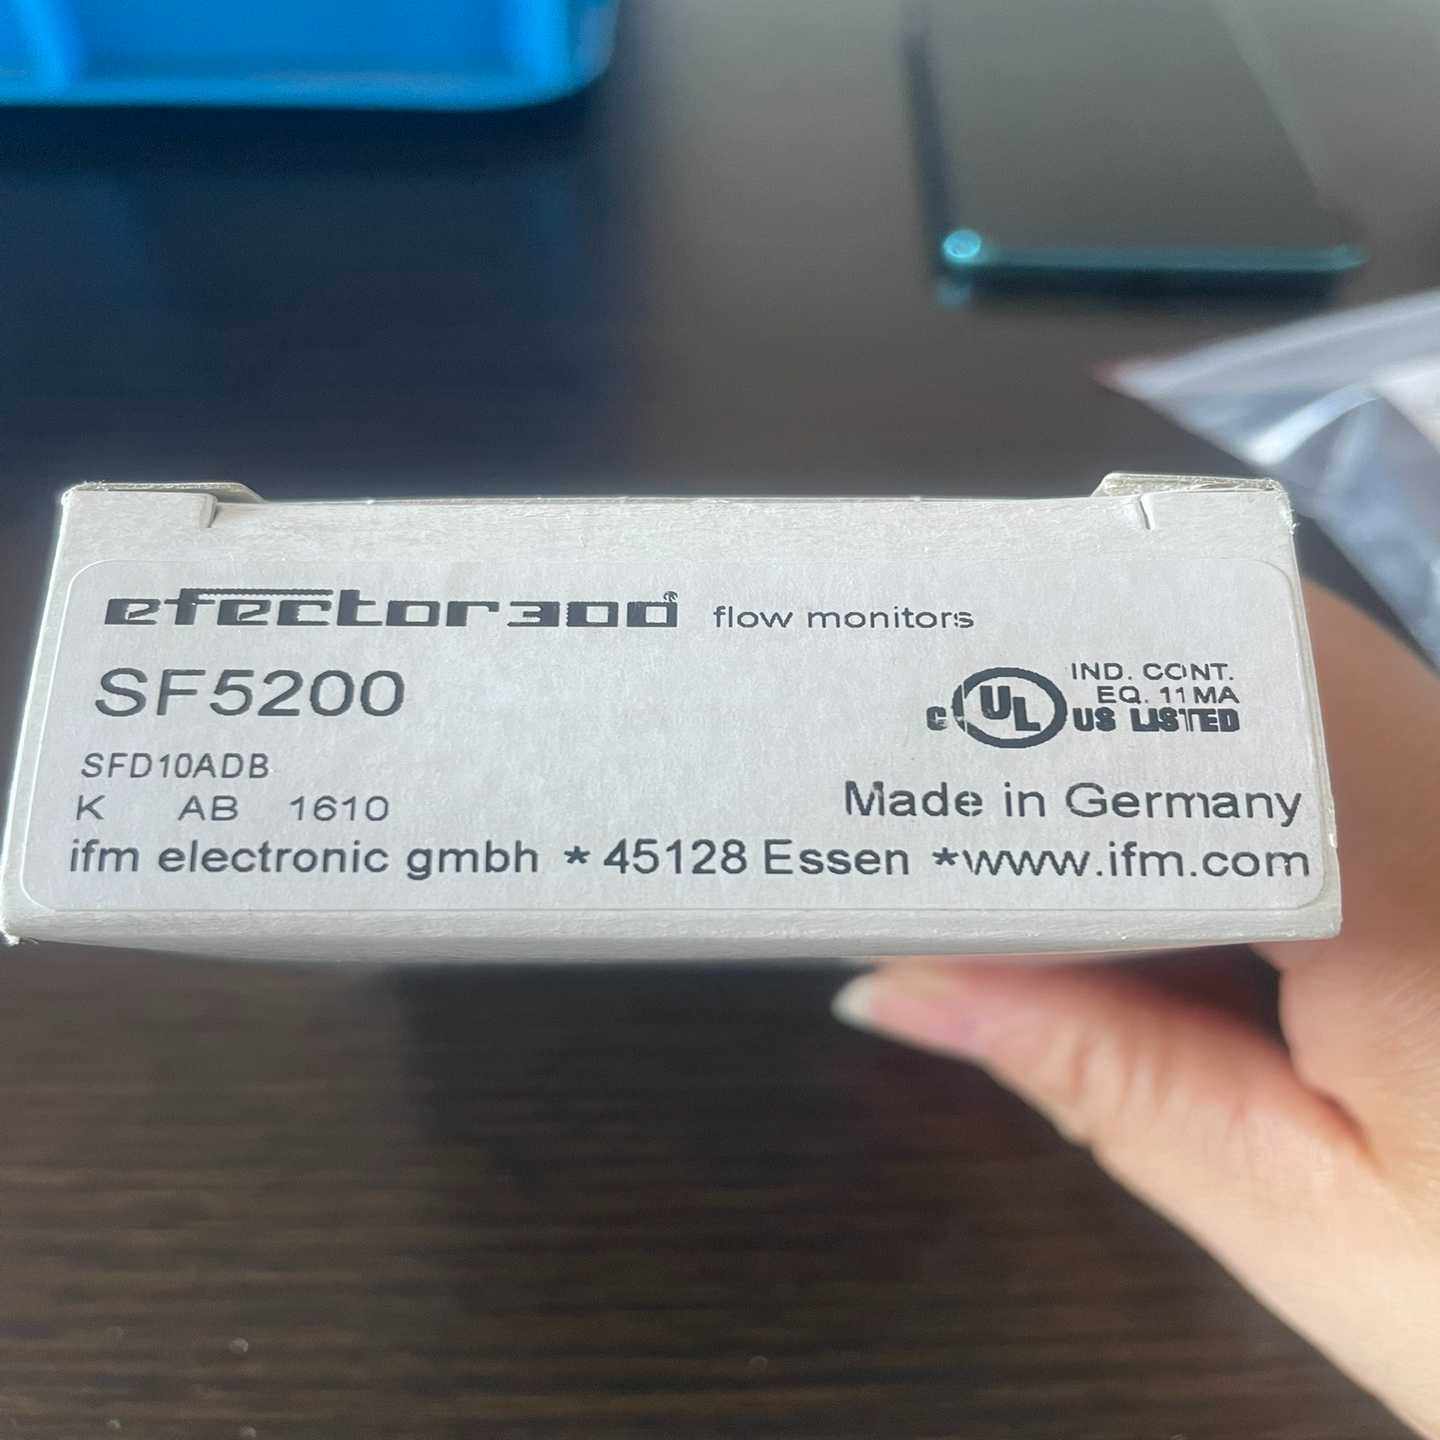 efector300® flow monitors
SF5200
IND. CONT.
EQ. 11MA
C UL US LISTED
SFD10ADB
K AB 1610
Made in Germany
ifm electronic gmbh * 45128 Essen *www.ifm.com